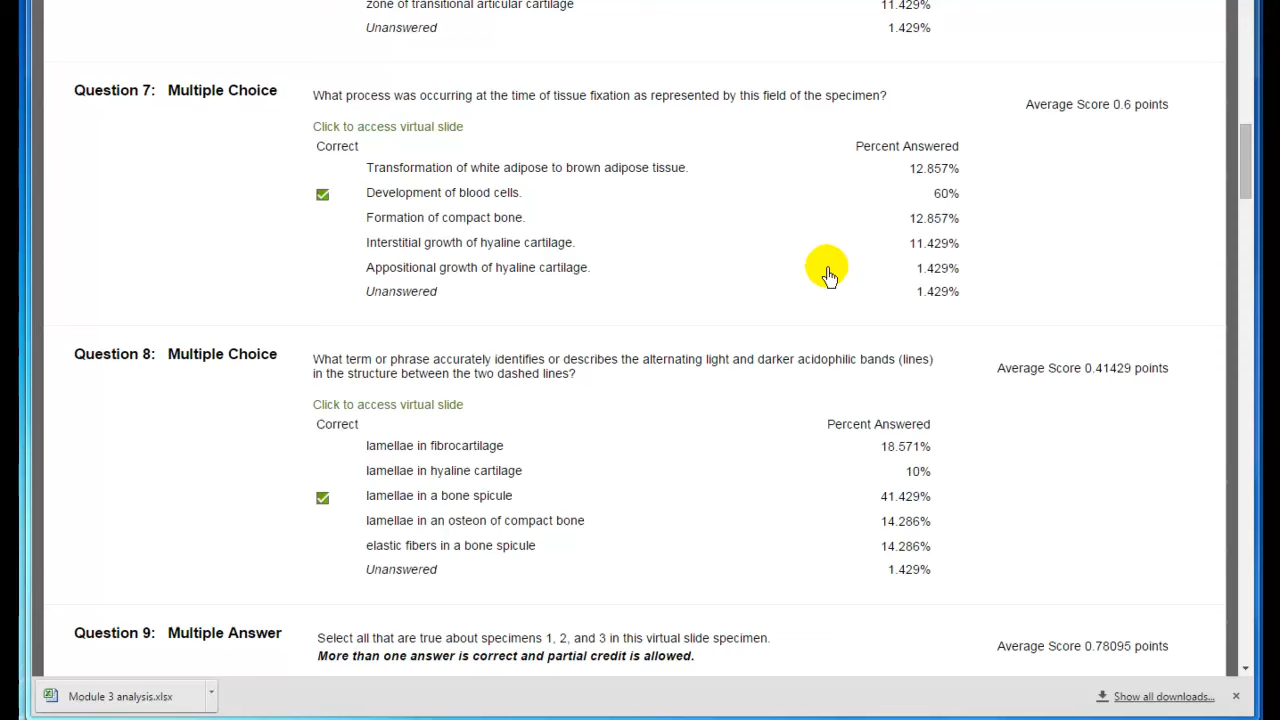 zone of transitional articular cartilage 11.429%
Unanswered 1.429%
Question 7: Multiple Choice
What process was occurring at the time of tissue fixation as represented by this field of the specimen?
Average Score 0.6 points
Click to access virtual slide
Correct Percent Answered
Transformation of white adipose to brown adipose tissue. 12.857%
Development of blood cells. 60%
Formation of compact bone. 12.857%
Interstitial growth of hyaline cartilage. 11.429%
Appositional growth of hyaline cartilage. 1.429%
Unanswered 1.429%
Question 8: Multiple Choice
What term or phrase accurately identifies or describes the alternating light and darker acidophilic bands (lines)
in the structure between the two dashed lines?
Average Score 0.41429 points
Click to access virtual slide
Correct Percent Answered
lamellae in fibrocartilage 18.571%
lamellae in hyaline cartilage 10%
lamellae in a bone spicule 41.429%
lamellae in an osteon of compact bone 14.286%
elastic fibers in a bone spicule 14.286%
Unanswered 1.429%
Question 9: Multiple Answer
Select all that are true about specimens 1, 2, and 3 in this virtual slide specimen.
More than one answer is correct and partial credit is allowed.
Average Score 0.78095 points
Module 3 analysis.xlsx
Show all downloads...